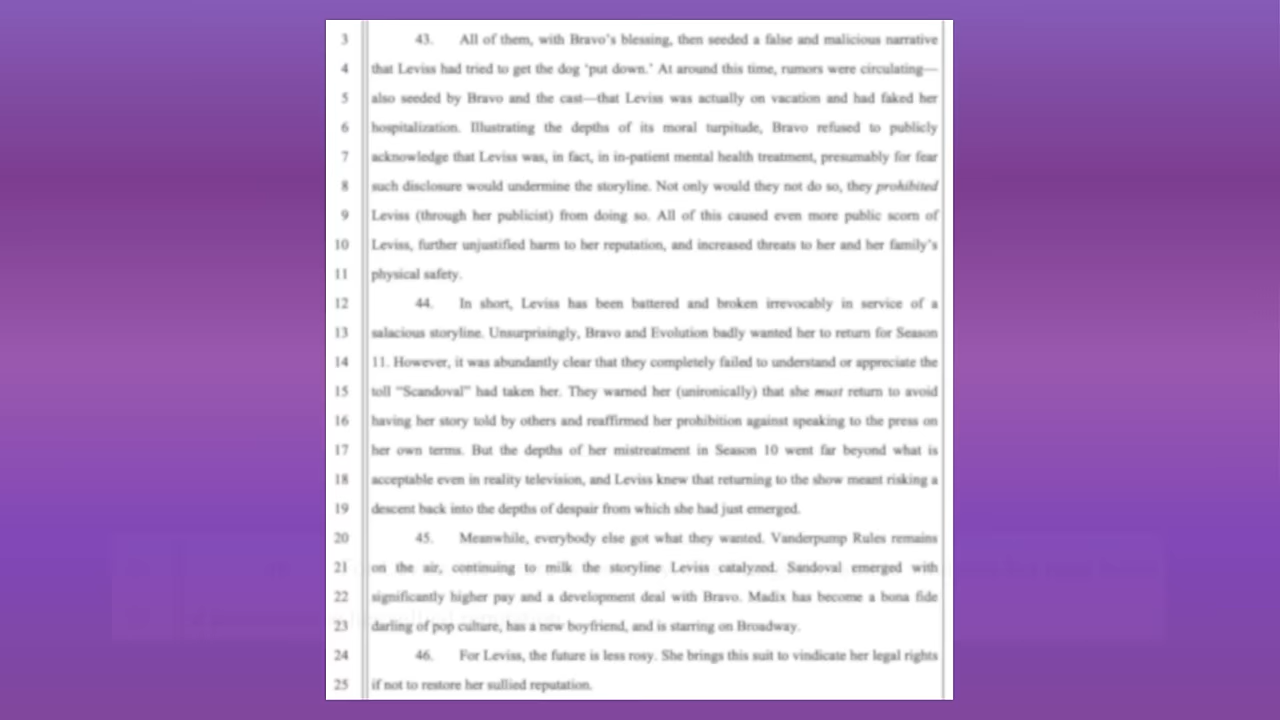 3 43. All of them, with Bravo's blessing, then seeded a false and malicious narrative
4 that Leviss had tried to get the dog 'put down.' At around this time, rumors were circulating—
5 also seeded by Bravo and the cast—that Leviss was actually on vacation and had faked her
6 hospitalization. Illustrating the depths of its moral turpitude, Bravo refused to publicly
7 acknowledge that Leviss was, in fact, in in-patient mental health treatment, presumably for fear
8 such disclosure would undermine the storyline. Not only would they not do so, they prohibited
9 Leviss (through her publicist) from doing so. All of this caused even more public scorn of
10 Leviss, further unjustified harm to her reputation, and increased threats to her and her family's
11 physical safety.
12 44. In short, Leviss has been battered and broken irrevocably in service of a
13 salacious storyline. Unsurprisingly, Bravo and Evolution badly wanted her to return for Season
14 11. However, it was abundantly clear that they completely failed to understand or appreciate the
15 toll “Scandoval” had taken her. They warned her (unironically) that she must return to avoid
16 having her story told by others and reaffirmed her prohibition against speaking to the press on
17 her own terms. But the depths of her mistreatment in Season 10 went far beyond what is
18 acceptable even in reality television, and Leviss knew that returning to the show meant risking a
19 descent back into the depths of despair from which she had just emerged.
20 45. Meanwhile, everybody else got what they wanted. Vanderpump Rules remains
21 on the air, continuing to milk the storyline Leviss catalyzed. Sandoval emerged with
22 significantly higher pay and a development deal with Bravo. Madix has become a bona fide
23 darling of pop culture, has a new boyfriend, and is starring on Broadway.
24 46. For Leviss, the future is less rosy. She brings this suit to vindicate her legal rights
25 if not to restore her sullied reputation.